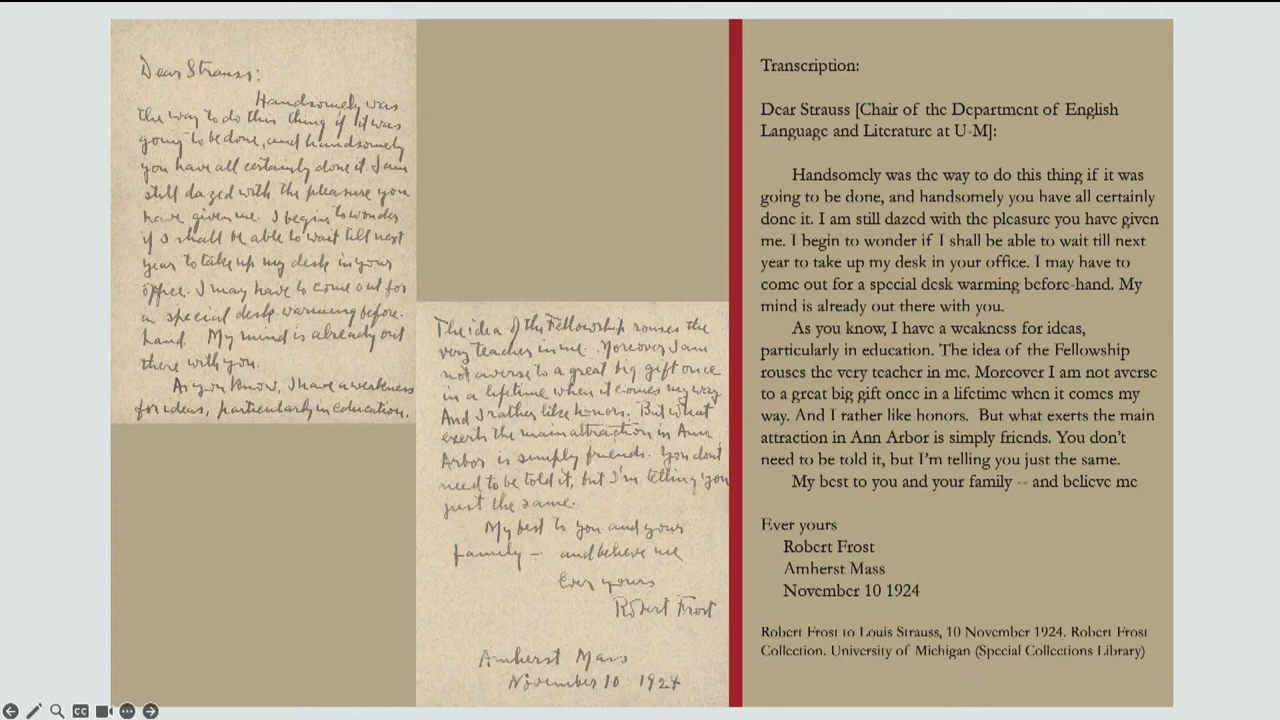 Dear Strauss:
Handsomely was
the way to do this thing if it was
going to be done, and handsomely
you have all certainly done it. I am
still dazed with the pleasure you
have given me. I begin to wonder
if I shall be able to wait till next
year to take up my desk in your
office. I may have to come out for
a special desk warming before-
hand. My mind is already out
there with you.
As you know, I have a weakness
for ideas, particularly in education.
The idea of the Fellowship rouses the
very teacher in me. Moreover I am
not averse to a great big gift once
in a lifetime when it comes my way
And I rather like honors. But what
exerts the main attraction in Ann
Arbor is simply friends. You dont
need to be told it, but I'm telling you
just the same.
My best to you and your
family — and believe me
Ever yours
Robert Frost
Amherst Mass
November 10 1924
Transcription:
Dear Strauss [Chair of the Department of English
Language and Literature at U-M]:
Handsomely was the way to do this thing if it was
going to be done, and handsomely you have all certainly
done it. I am still dazed with the pleasure you have given
me. I begin to wonder if I shall be able to wait till next
year to take up my desk in your office. I may have to
come out for a special desk warming before-hand. My
mind is already out there with you.
As you know, I have a weakness for ideas,
particularly in education. The idea of the Fellowship
rouses the very teacher in me. Moreover I am not averse
to a great big gift once in a lifetime when it comes my
way. And I rather like honors. But what exerts the main
attraction in Ann Arbor is simply friends. You don't
need to be told it, but I'm telling you just the same.
My best to you and your family -- and believe me
Ever yours
Robert Frost
Amherst Mass
November 10 1924
Robert Frost to Louis Strauss, 10 November 1924. Robert Frost
Collection. University of Michigan (Special Collections Library)
CC